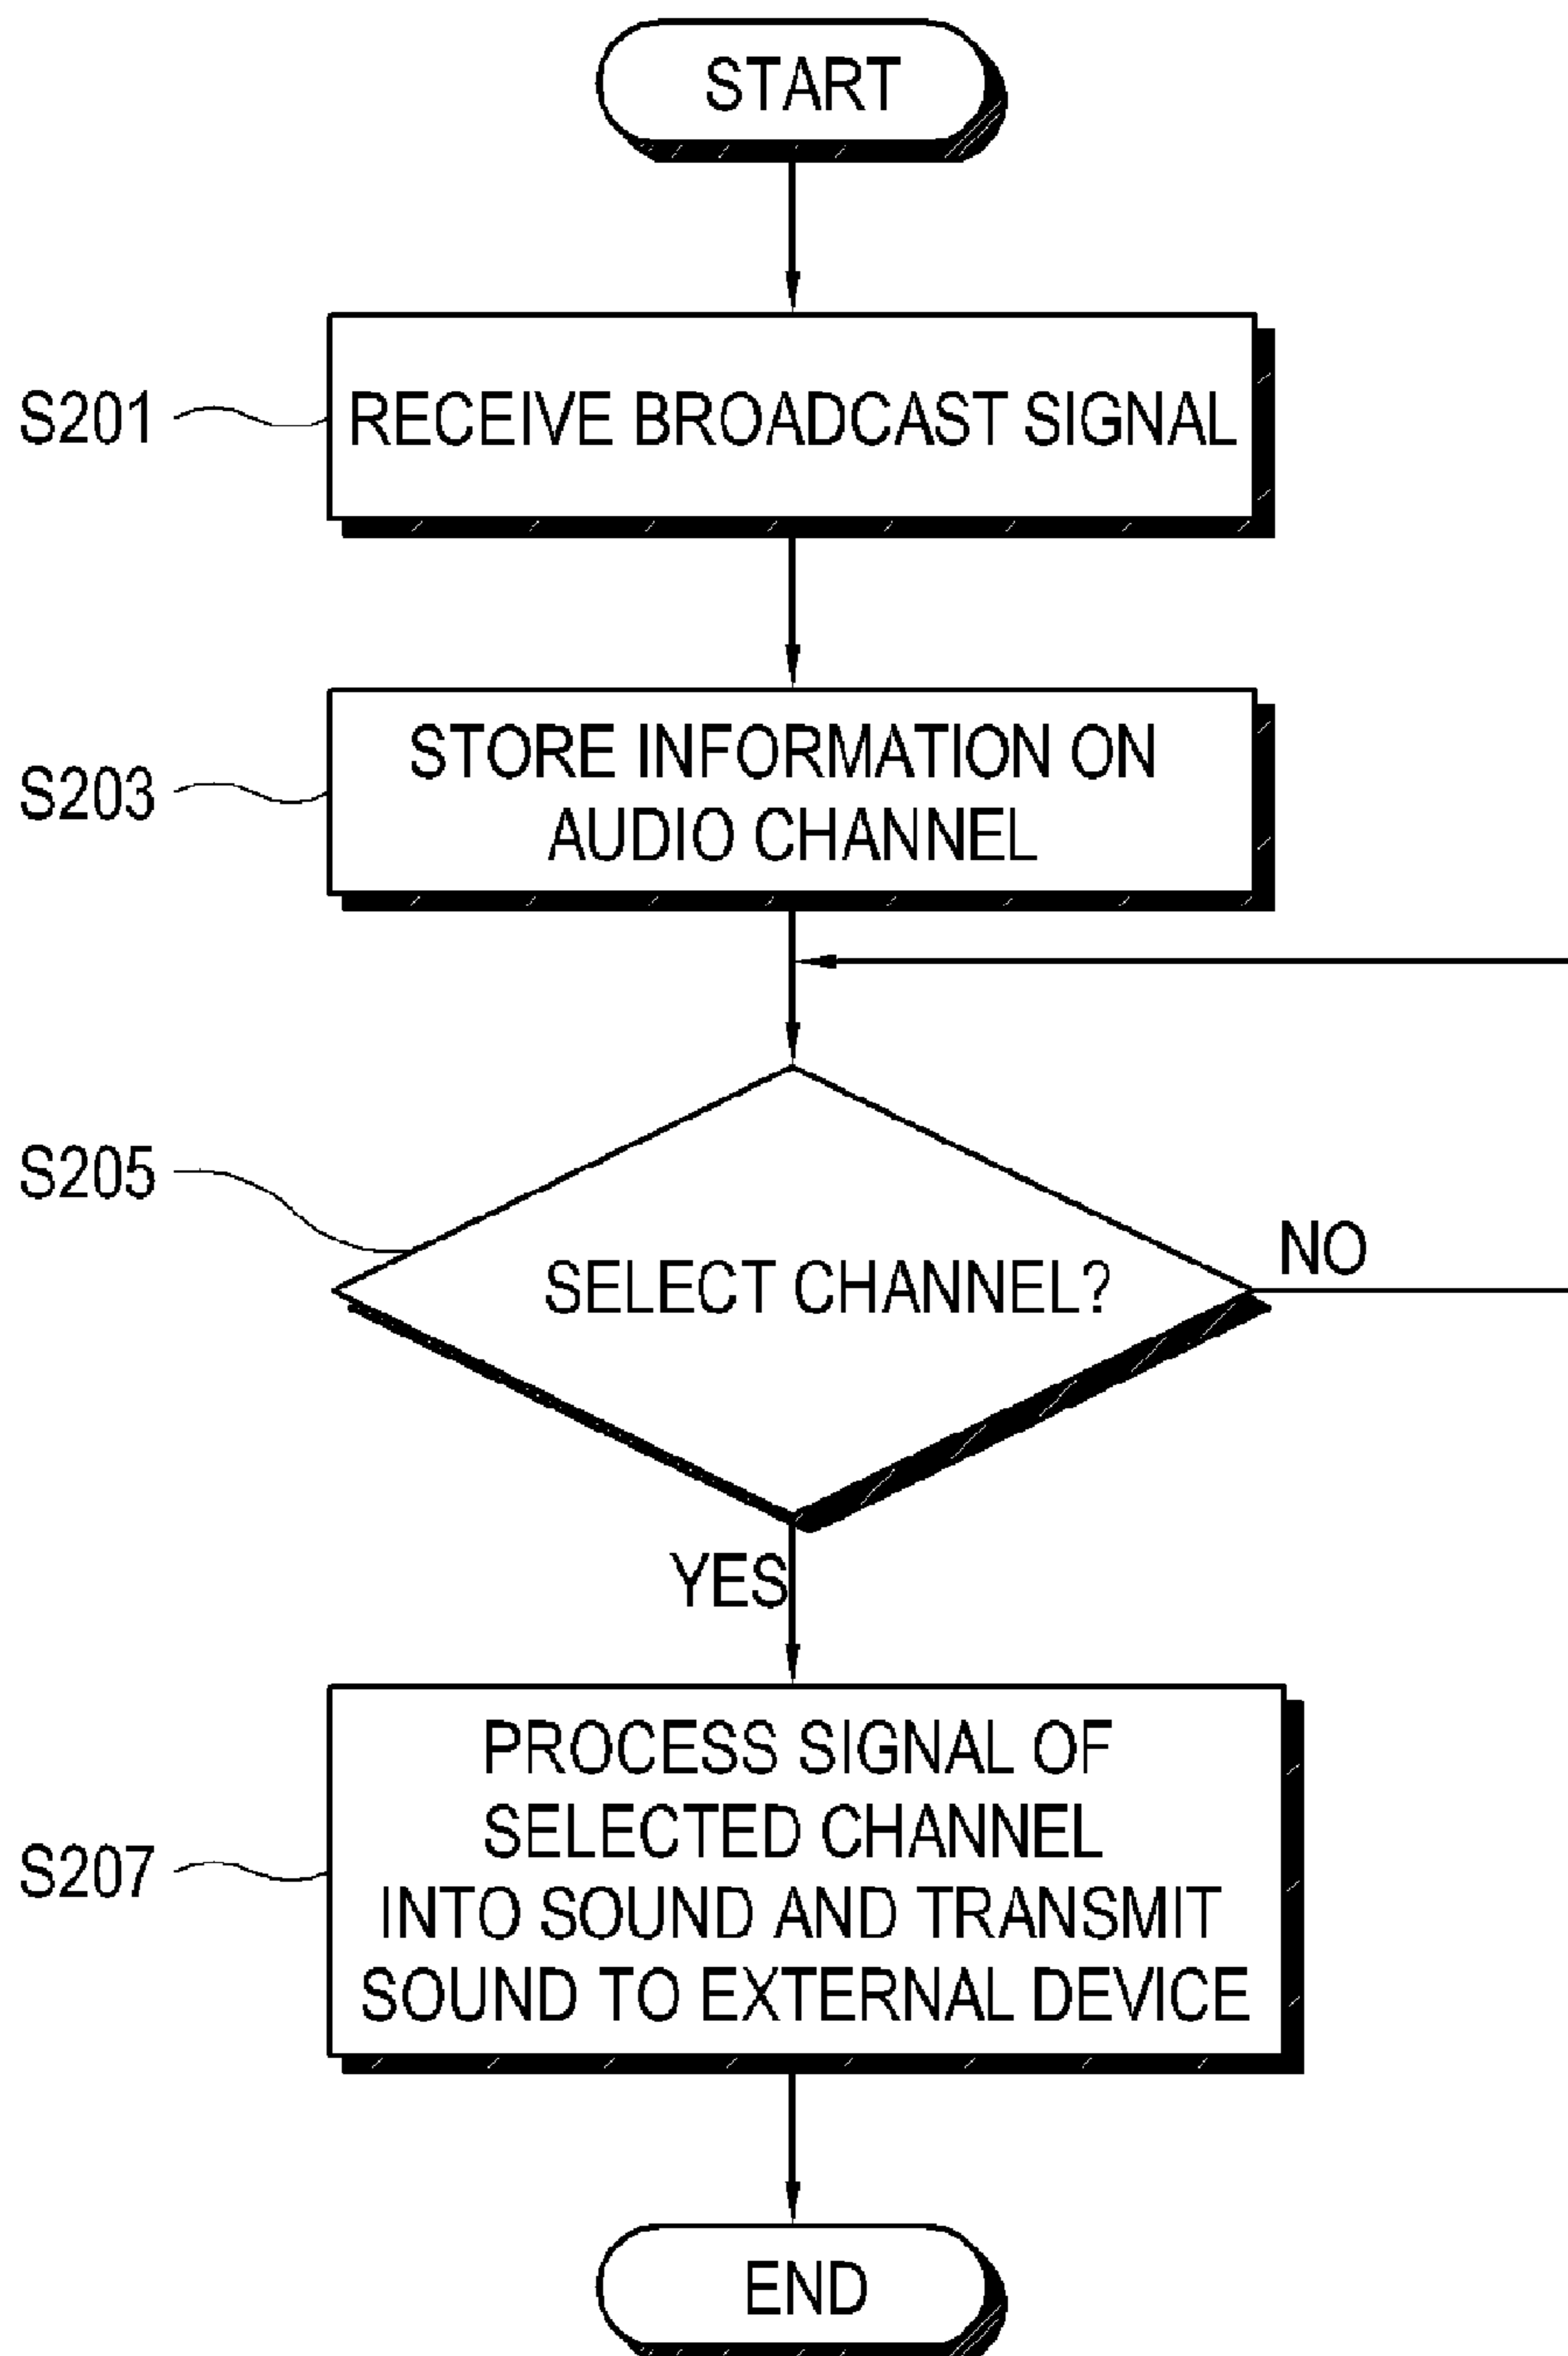 START
S201
RECEIVE BROADCAST SIGNAL
S203
STORE INFORMATION ON
AUDIO CHANNEL
S205
SELECT CHANNEL?
NO
YES
S207
PROCESS SIGNAL OF
SELECTED CHANNEL
INTO SOUND AND TRANSMIT
SOUND TO EXTERNAL DEVICE
END